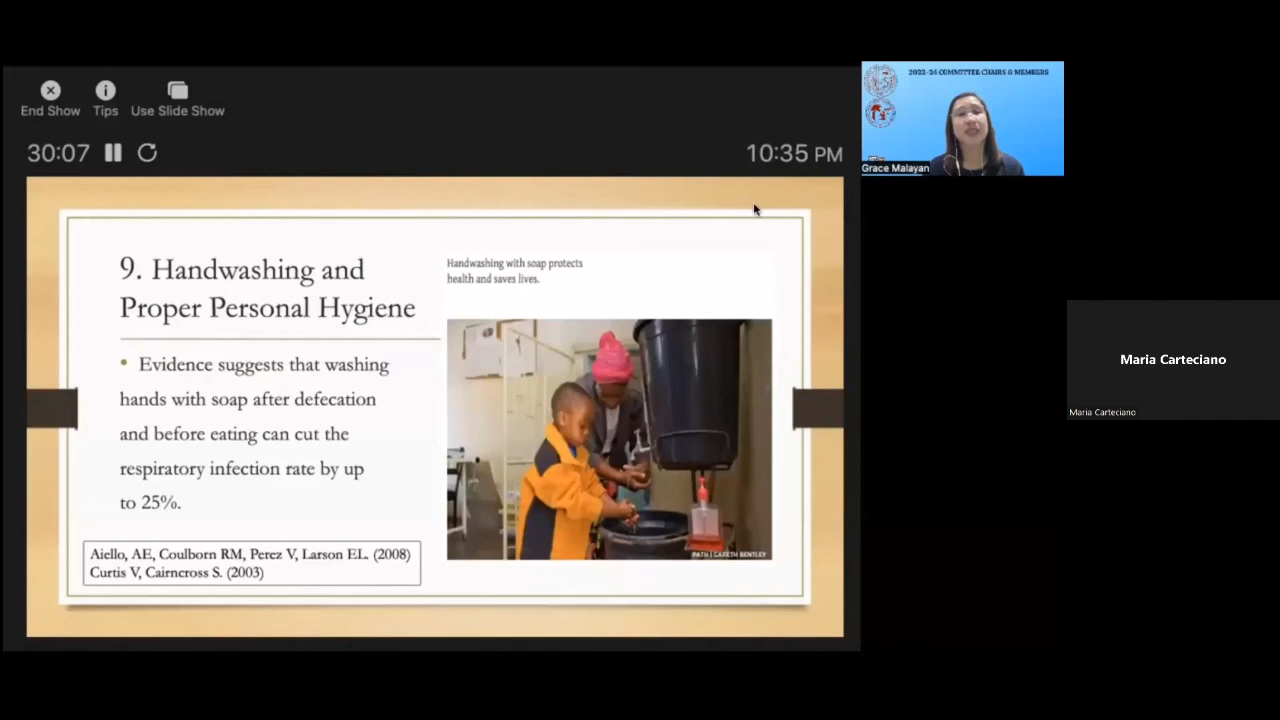 End Show
Tips
Use Slide Show
30:07
10:35 PM
9. Handwashing and
Proper Personal Hygiene
• Evidence suggests that washing
hands with soap after defecation
and before eating can cut the
respiratory infection rate by up
to 25%.
Aiello, AE, Coulborn RM, Perez V, Larson EL. (2008)
Curtis V, Cairncross S. (2003)
Handwashing with soap protects
health and saves lives.
PATH | GARETH BENTLEY
2022-24 COMMITTEE CHAIRS & MEMBERS
Grace Malayan
Maria Carteciano
Maria Carteciano